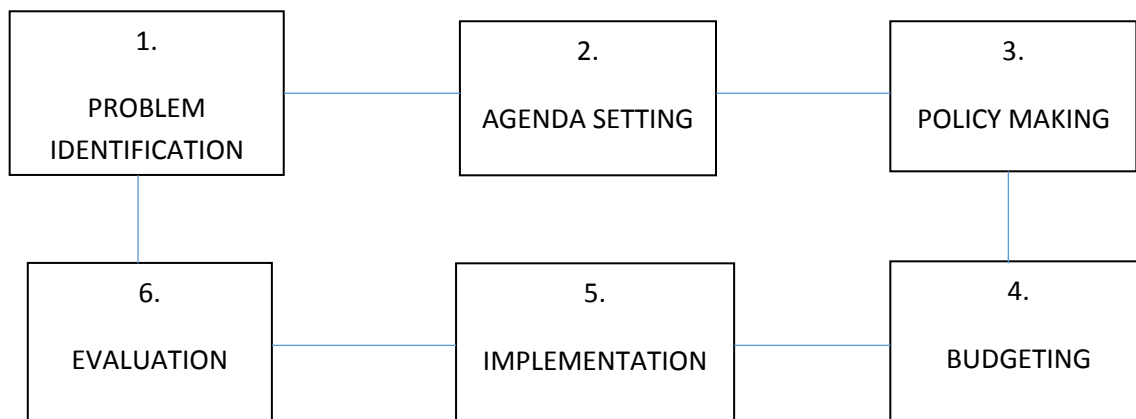 1.
PROBLEM
IDENTIFICATION
2.
AGENDA SETTING
3.
POLICY MAKING
6.
EVALUATION
5.
IMPLEMENTATION
4.
BUDGETING